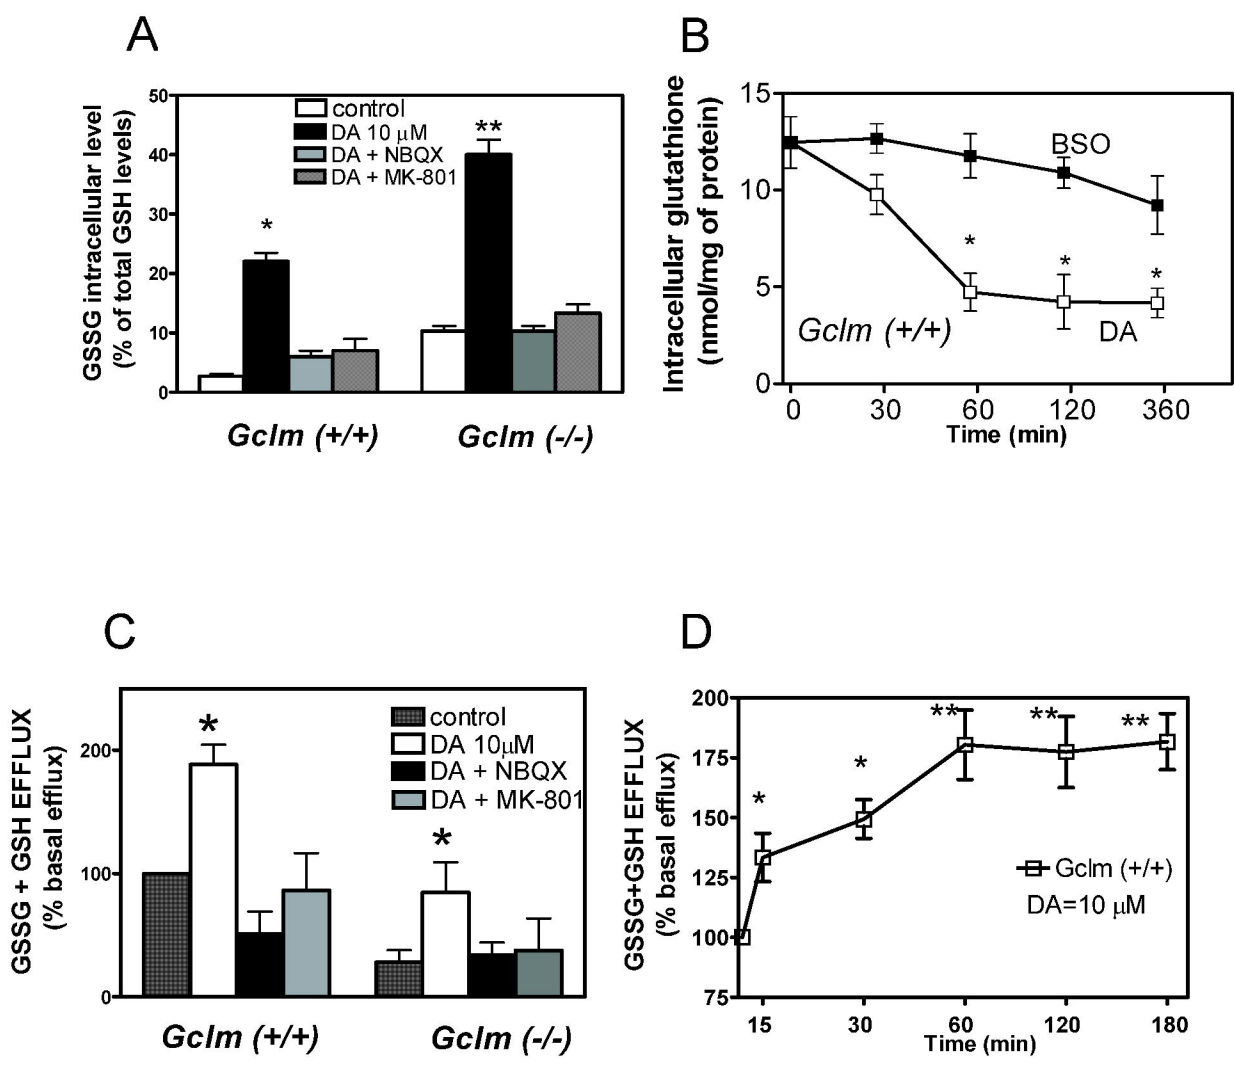 A
GSSG intracellular level
(% of total GSH levels)
50
40
30
20
10
0
control
DA 10 μM
DA + NBQX
DA + MK-801
*
**
Gclm (+/+)
Gclm (-/-)
B
Intracellular glutathione
(nmol/mg of protein)
15
10
5
0
BSO
*
*
*
Gclm (+/+)
DA
0 30 60 120 360
Time (min)
C
GSSG + GSH EFFLUX
(% basal efflux)
200
100
0
*
control
DA 10μM
DA + NBQX
DA + MK-801
*
Gclm (+/+)
Gclm (-/-)
D
GSSG+GSH EFFLUX
(% basal efflux)
200
175
150
125
100
75
*
*
**
**
**
Gclm (+/+)
DA=10 μM
15 30 60 120 180
Time (min)